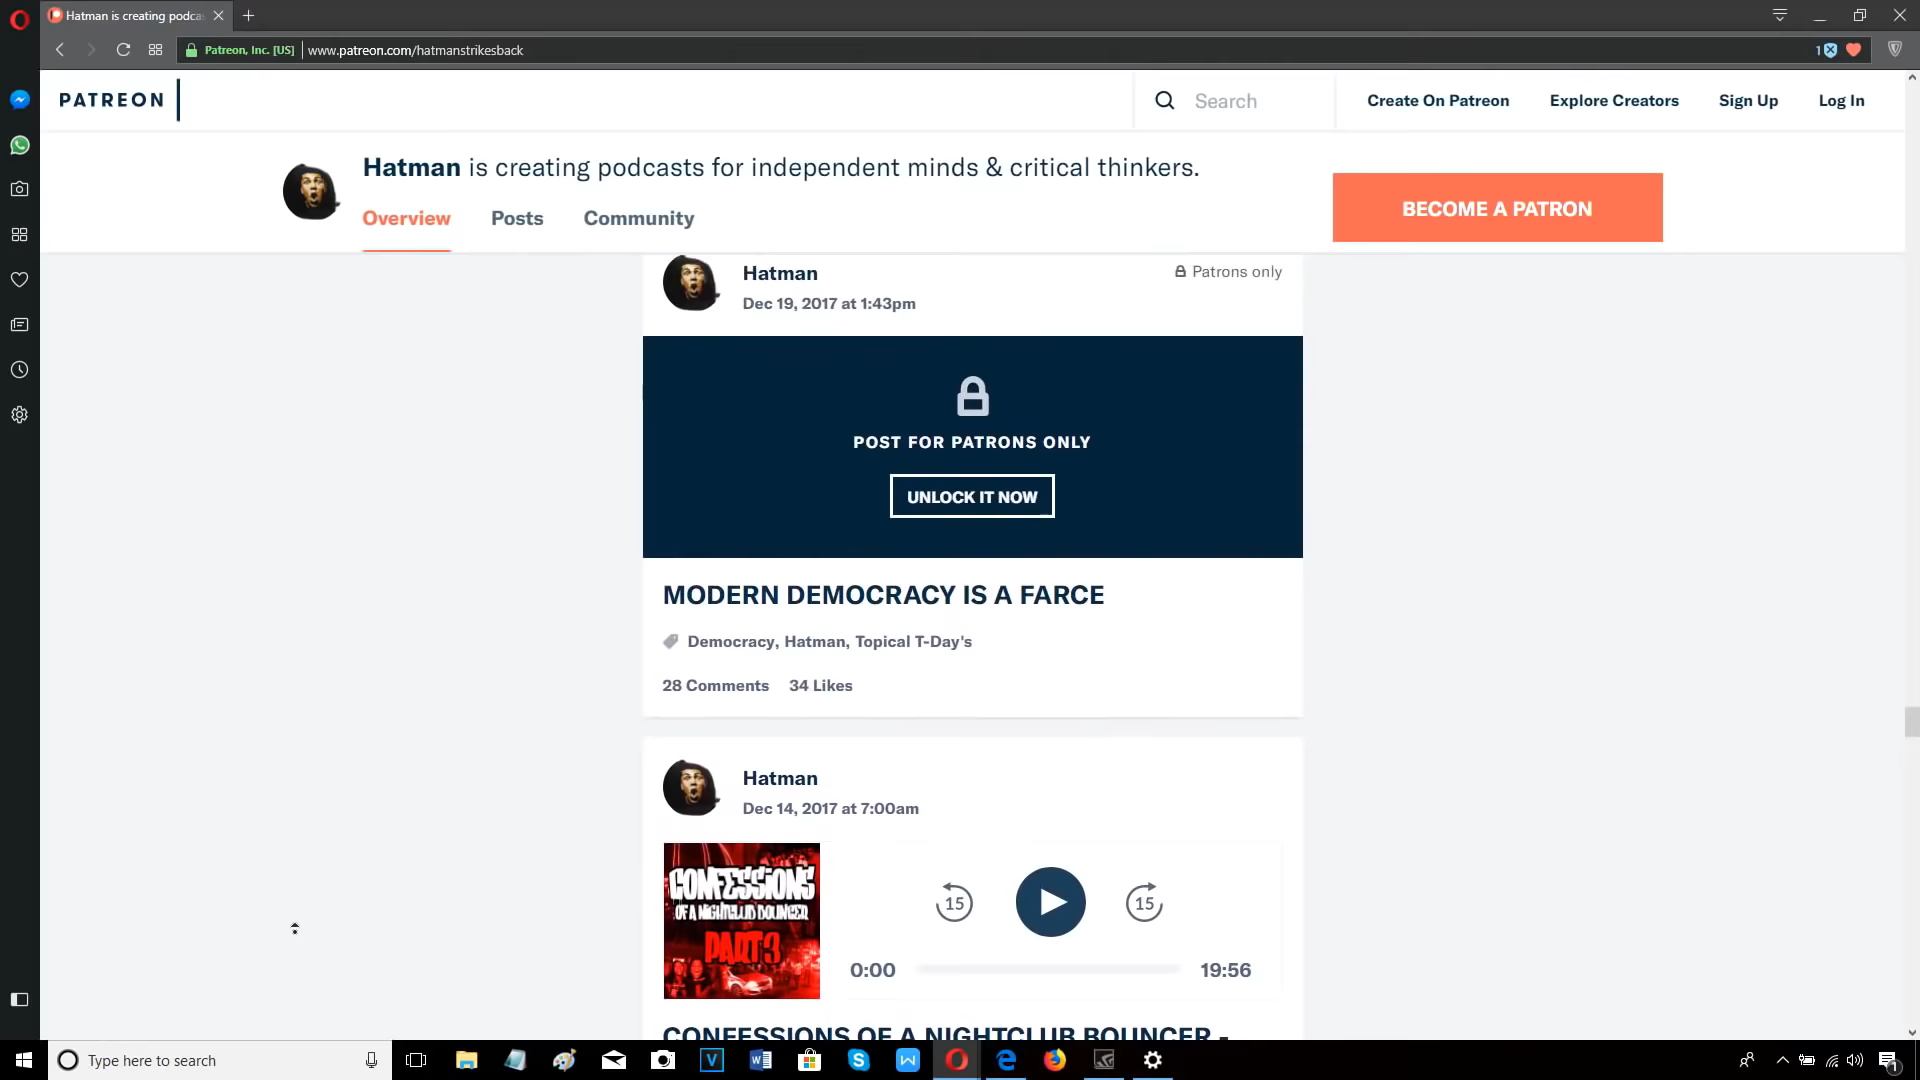 Hatman is creating podca
Patreon, Inc. [US]
www.patreon.com/hatmanstrikesback
1
PATREON
Search
Create On Patreon
Explore Creators
Sign Up
Log In
Hatman is creating podcasts for independent minds & critical thinkers.
Overview
Posts
Community
BECOME A PATRON
Hatman
Patrons only
Dec 19, 2017 at 1:43pm
POST FOR PATRONS ONLY
UNLOCK IT NOW
MODERN DEMOCRACY IS A FARCE
Democracy, Hatman, Topical T-Day's
28 Comments
34 Likes
Hatman
Dec 14, 2017 at 7:00am
CONFESSIONS
OF A NIGHTCLUB BOUNCER
PART 3
15
15
0:00
19:56
CONFESSIONS OF A NIGHTCLUB BOUNCER -
Type here to search
1